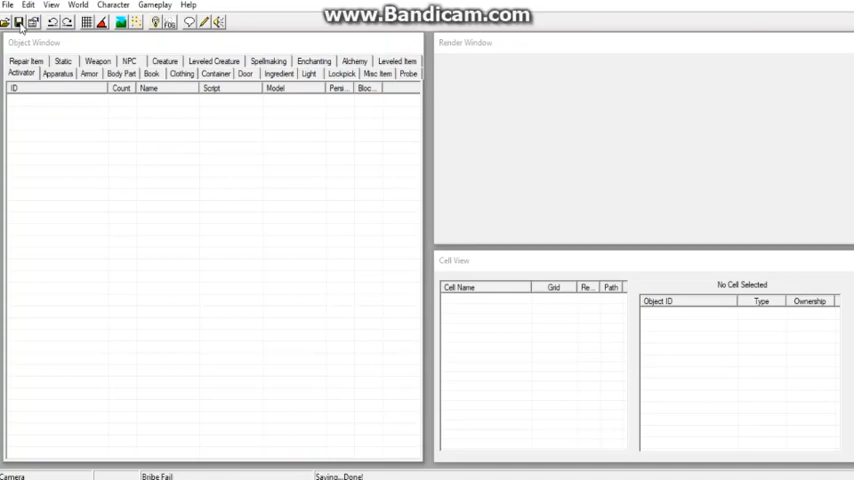 www.Bandicam.com
File Edit View World Character Gameplay Help
Object Window
Render Window
Repair Item Static Weapon NPC Creature Leveled Creature Spellmaking Enchanting Alchemy Leveled Item
Activator Apparatus Armor Body Part Book Clothing Container Door Ingredient Light Lockpick Misc Item Probe
ID Count Name Script Model Persi... Bloc...
Cell View
Cell Name Grid Re... Path
No Cell Selected
Object ID Type Ownership
Camera Bribe Fail Saving...Done!